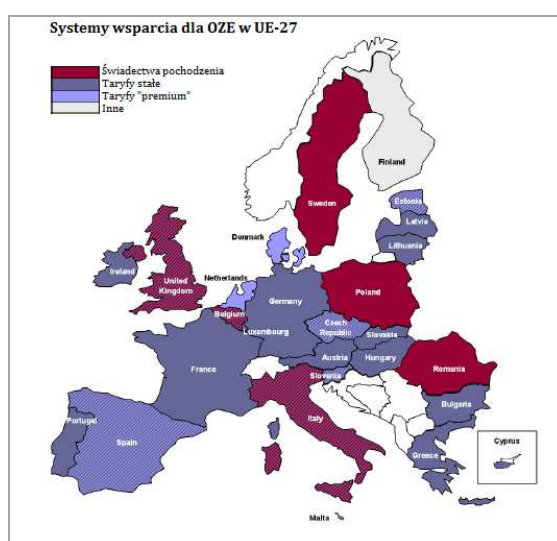 Systemy wsparcia dla OZE w UE-27
Świadectwa pochodzenia
Taryfy stałe
Taryfy "premium"
Inne
Finland
Sweden
Estonia
Latvia
Lithuania
Denmark
Ireland
United
Kingdom
Netherlands
Belgium
Germany
Poland
Luxembourg
Czech
Republic
Slovakia
France
Austria
Hungary
Slovenia
Romania
Italy
Bulgaria
Portugal
Spain
Greece
Cyprus
Malta